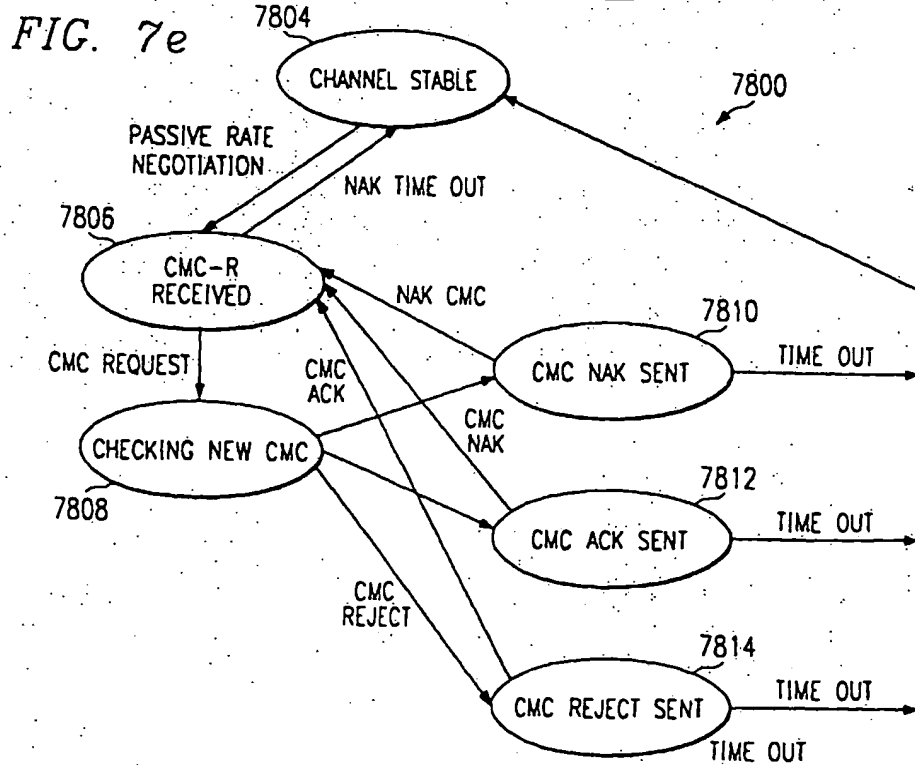 FIG. 7e
7804
CHANNEL STABLE
7800
PASSIVE RATE
NEGOTIATION
NAK TIME OUT
7806
CMC-R
RECEIVED
NAK CMC
7810
CMC REQUEST
CMC
ACK
CMC NAK SENT
TIME OUT
CMC
NAK
CHECKING NEW CMC
7808
7812
CMC ACK SENT
TIME OUT
CMC
REJECT
7814
CMC REJECT SENT
TIME OUT
TIME OUT